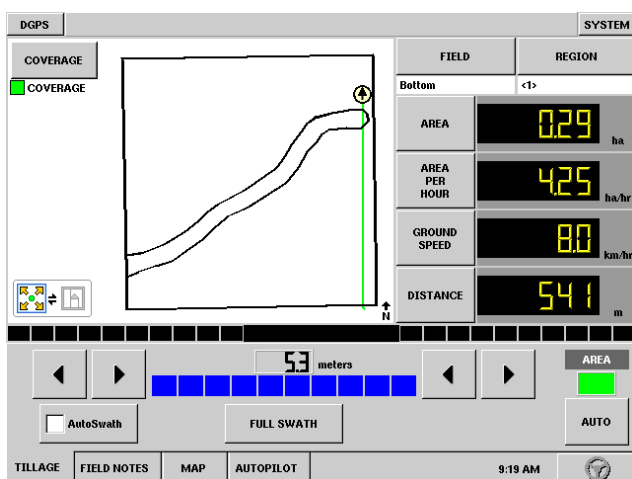 DGPS
SYSTEM
COVERAGE
COVERAGE
FIELD
REGION
Bottom
<1>
AREA
0.29
ha
AREA
PER
HOUR
4.25
ha/hr
GROUND
SPEED
8.0
km/hr
DISTANCE
541
m
N
5.3 meters
AREA
AutoSwath
FULL SWATH
AUTO
TILLAGE
FIELD NOTES
MAP
AUTOPILOT
9:19 AM